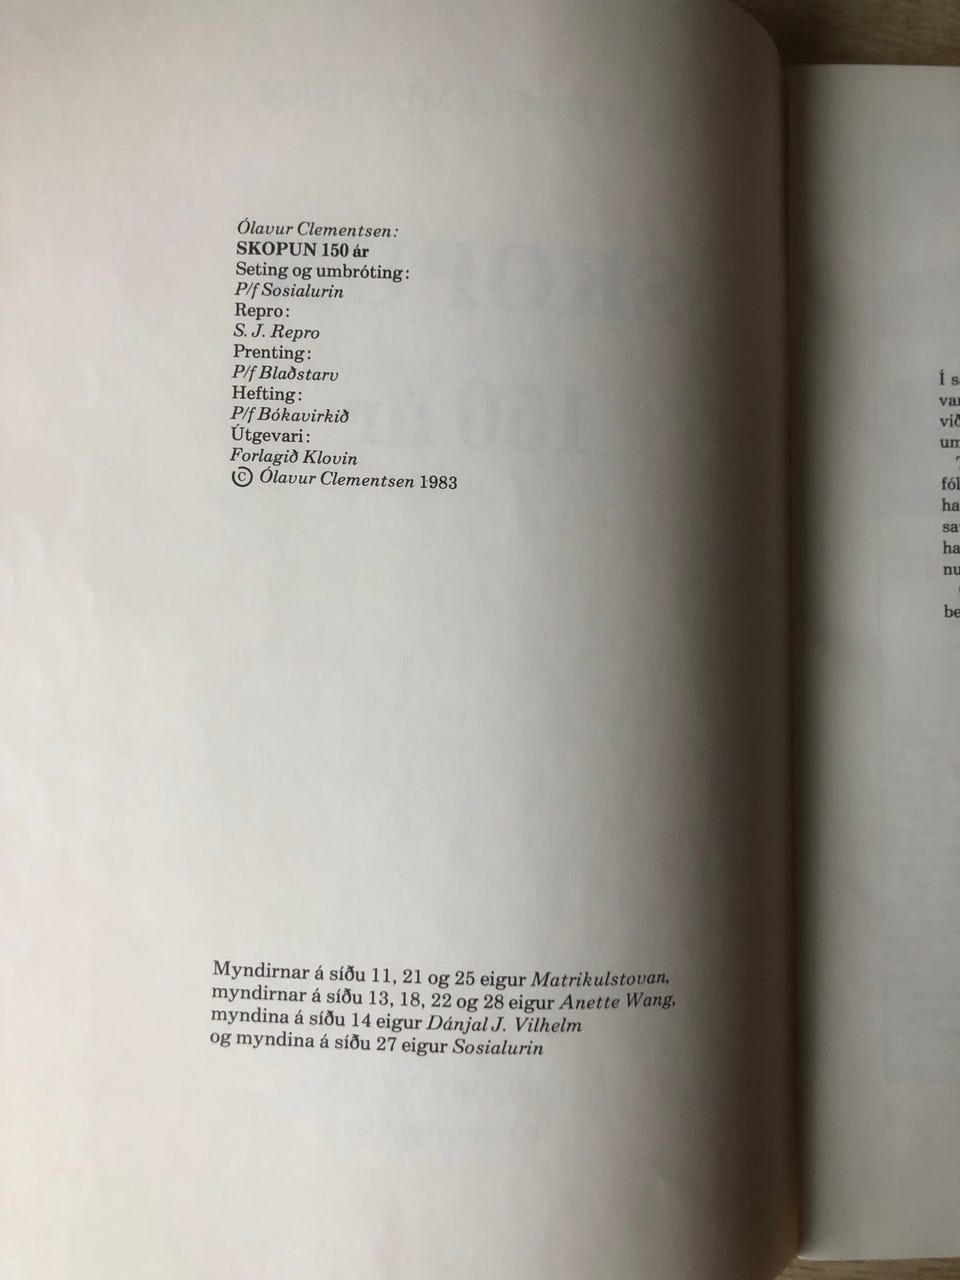 Ólavur Clementsen:
SKOPUN 150 ár
Seting og umbróting:
P/f Sosialurin
Repro:
S. J. Repro
Prenting:
P/f Blaðstarv
Hefting:
P/f Bókavirkið
Útgevari:
Forlagið Klovin
© Ólavur Clementsen 1983
Myndirnar á síðu 11, 21 og 25 eigur Matrikulstovan,
myndirnar á síðu 13, 18, 22 og 28 eigur Anette Wang,
myndina á síðu 14 eigur Dánjal J. Vilhelm
og myndina á síðu 27 eigur Sosialurin